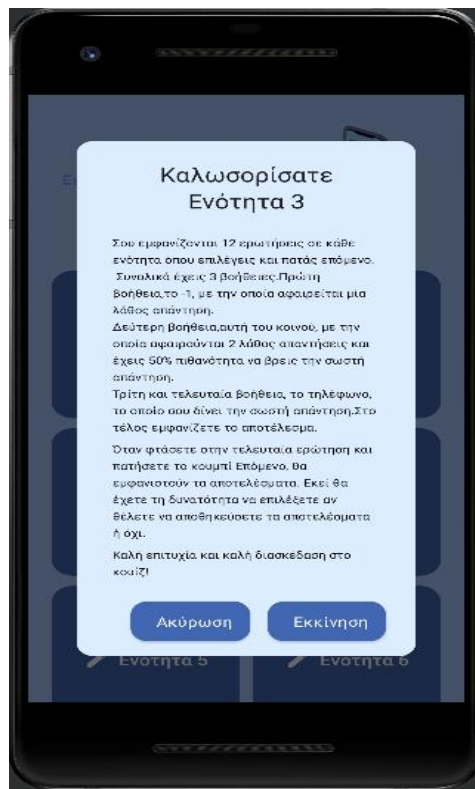 Καλωσορίσατε
Ενότητα 3
Σου εμφανίζονται 12 ερωτήσεις σε κάθε
ενότητα οπου επιλέγεις και πατάς επόμενο.
Συνολικά έχεις 3 βοήθειες.Πρώτη
βοήθεια,το -1, με την οποία αφαιρείται μία
λάθος απάντηση.
Δεύτερη βοήθεια,αυτή του κοινού, με την
οποία αφαιρούνται 2 λάθος απαντήσεις και
έχεις 50% πιθανότητα να βρεις την σωστή
απάντηση.
Τρίτη και τελευταία βοήθεια, το τηλέφωνο,
το οποίο σου δίνει την σωστή απάντηση.Στο
τέλος εμφανίζετε το αποτέλεσμα.
Όταν φτάσετε στην τελευταία ερώτηση και
πατήσετε το κουμπί Επόμενο, θα
εμφανιστούν τα αποτελέσματα. Εκεί θα
έχετε τη δυνατότητα να επιλέξετε αν
θέλετε να αποθηκεύσετε τα αποτελέσματα
ή όχι.
Καλή επιτυχία και καλή διασκέδαση στο
κουίζ!
Ακύρωση Εκκίνηση
Ενότητα 5 Ενότητα 6